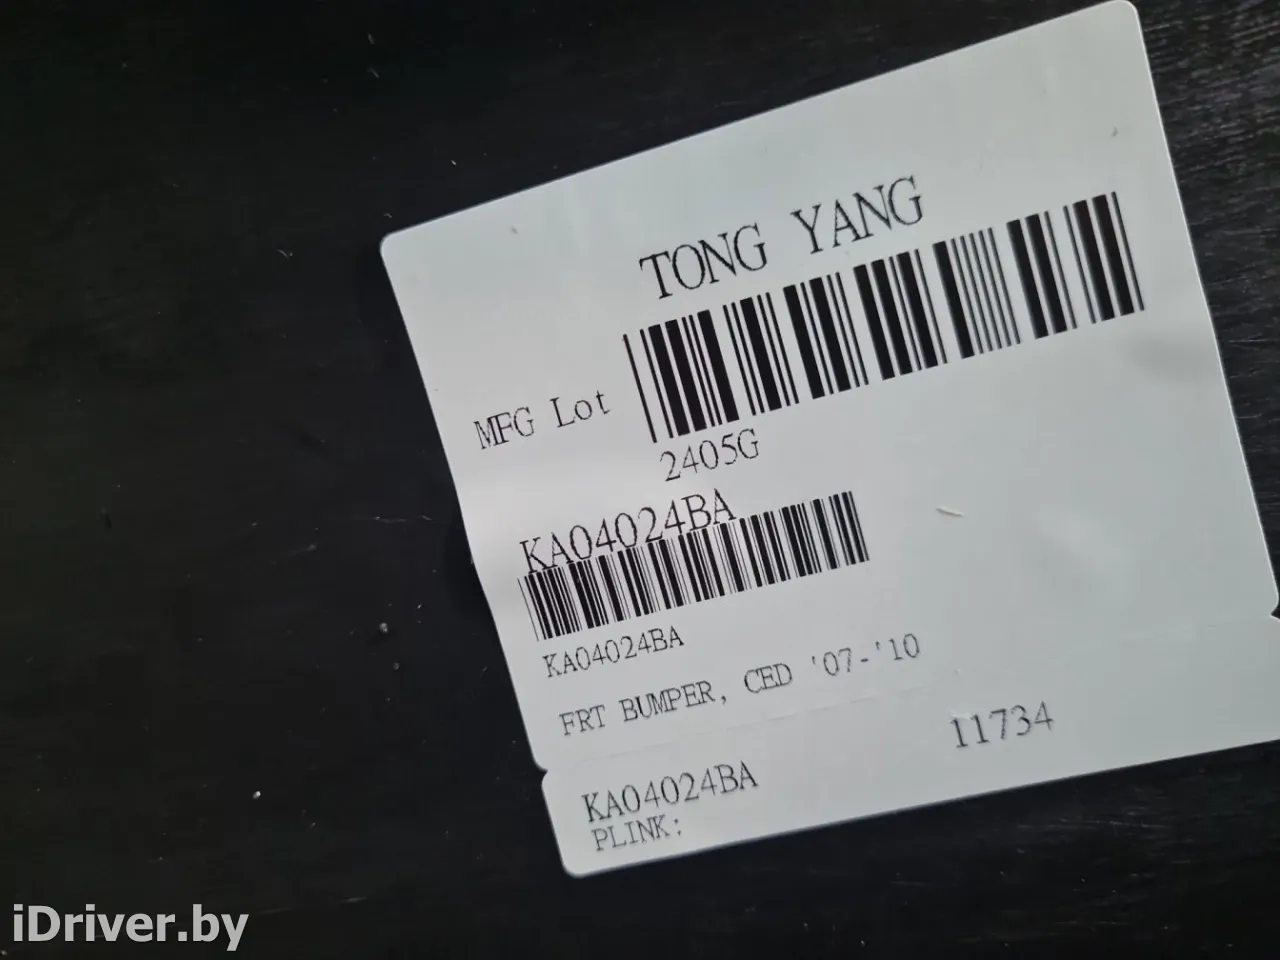 TONG YANG
MFG Lot
2405G
KA04024BA
KA04024BA
FRT BUMPER, CED '07-'10
11734
KA04024BA
PLINK:
iDriver.by